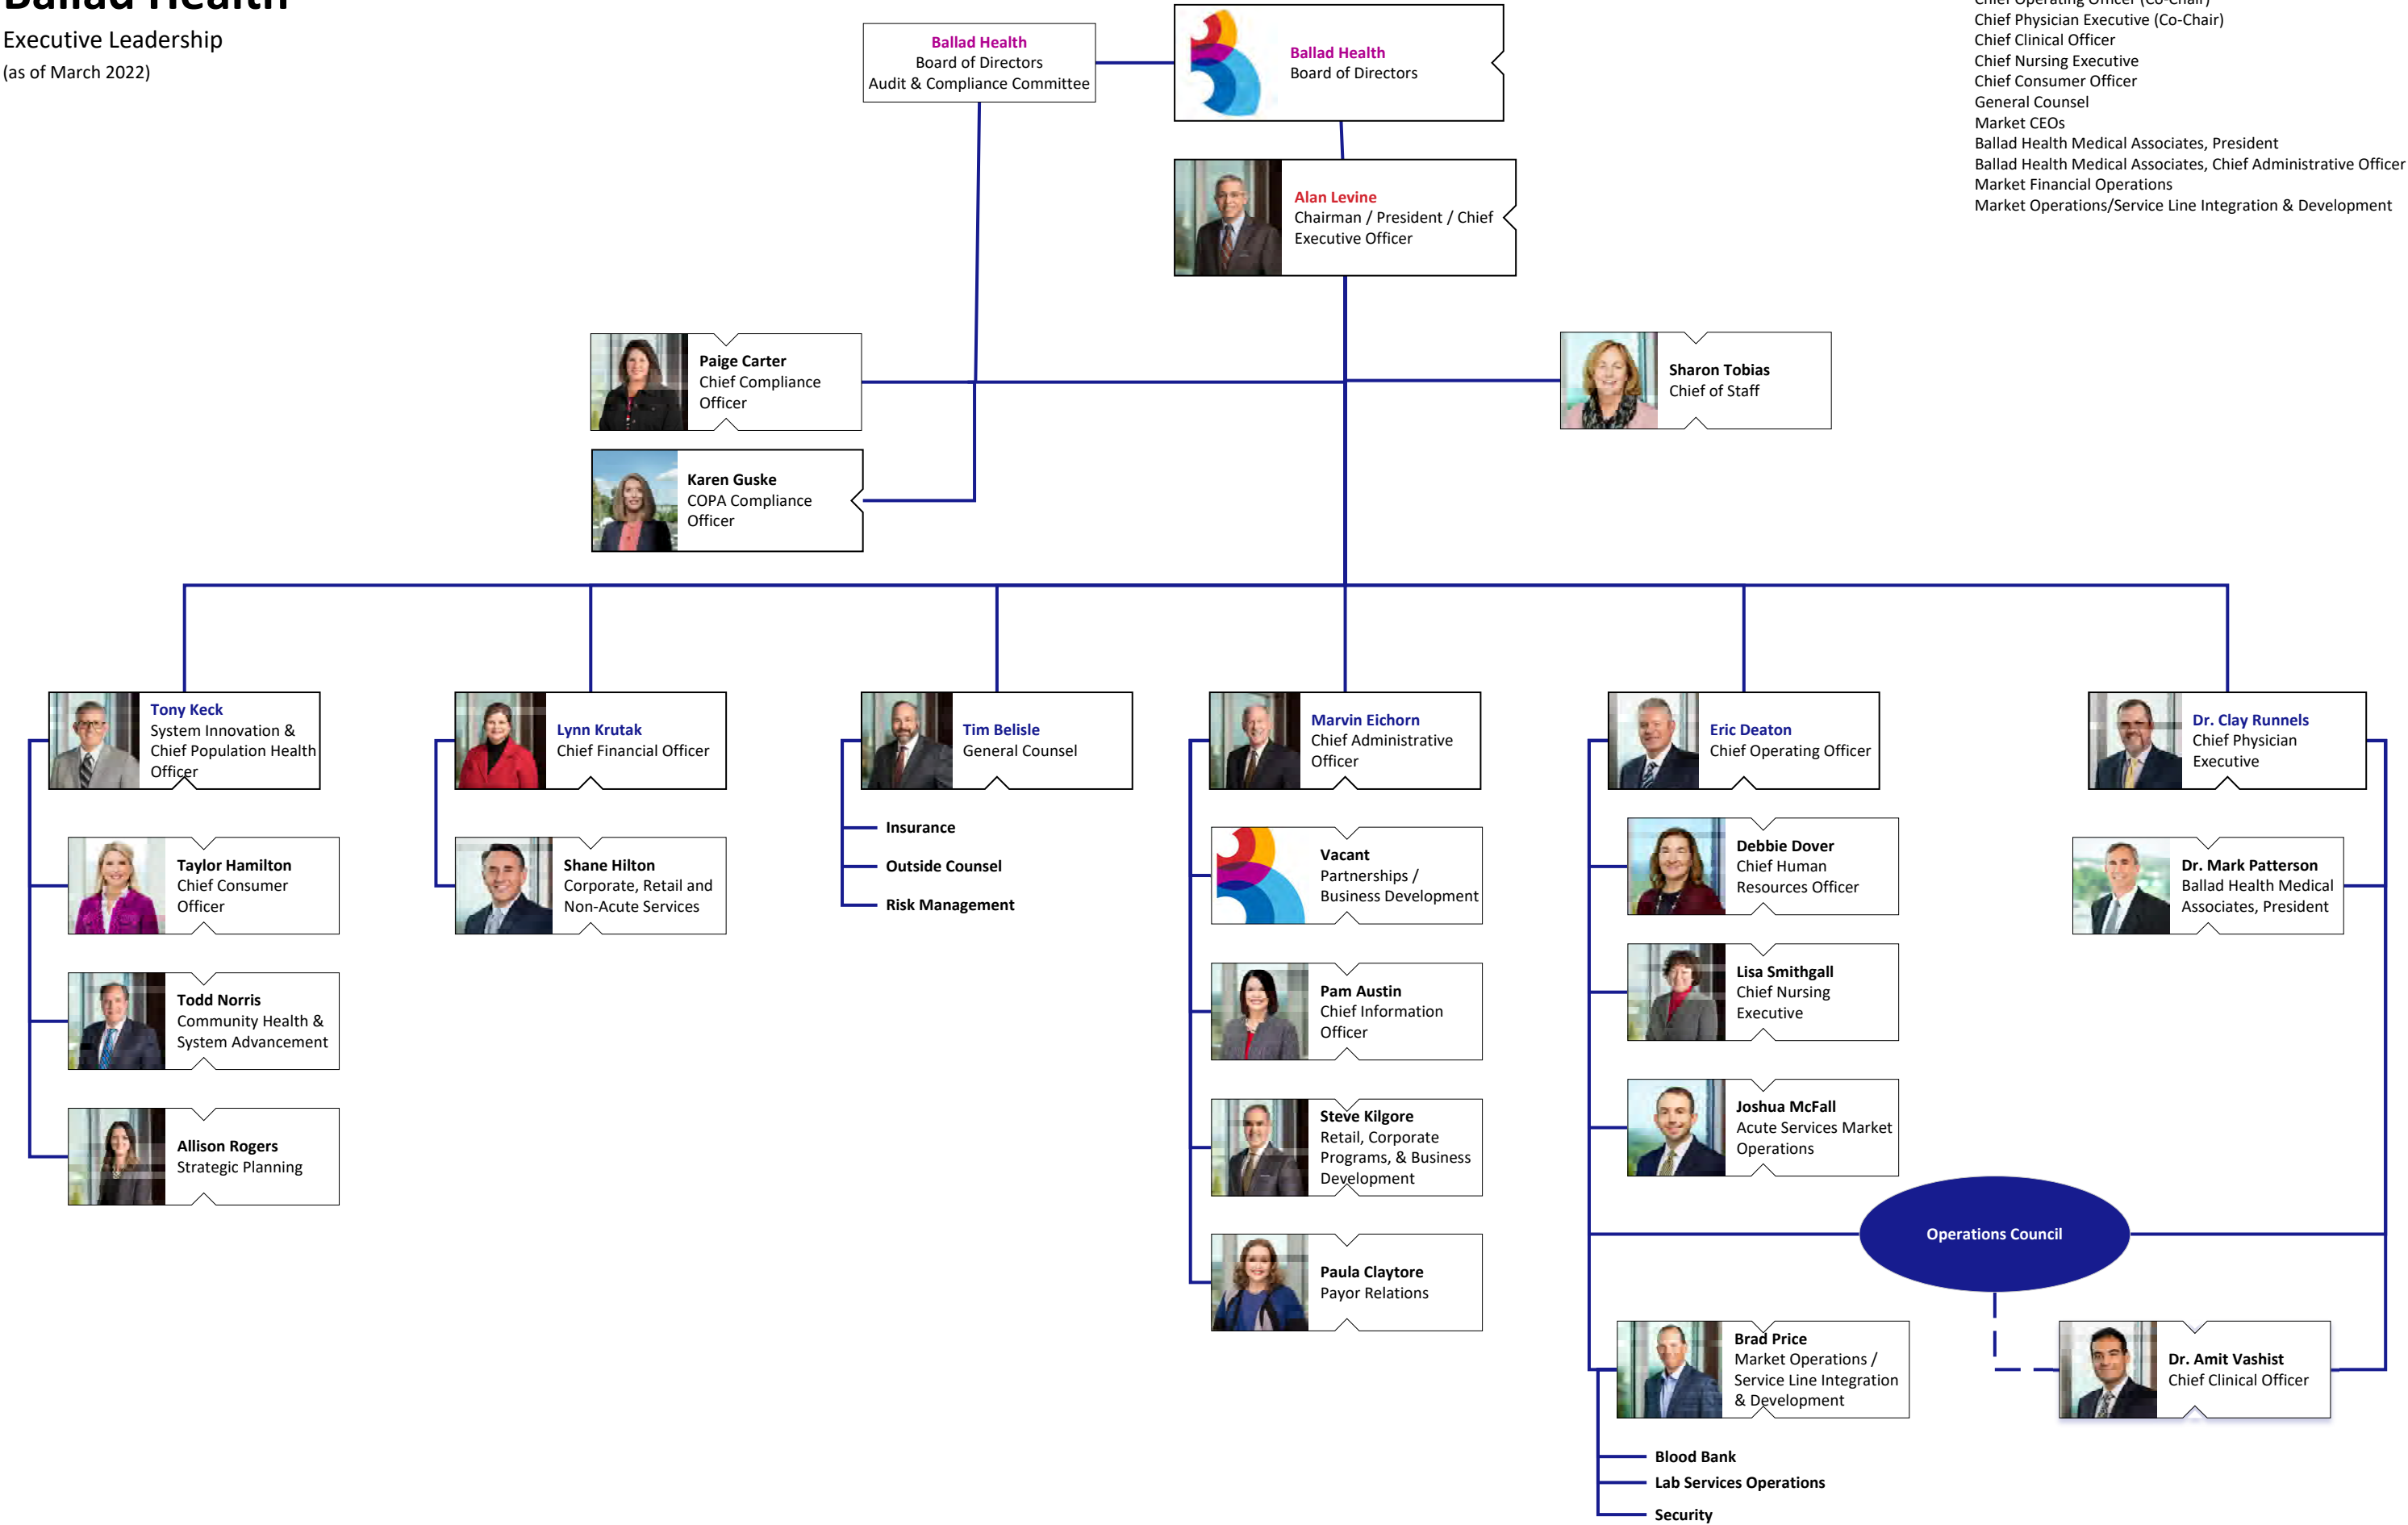 Ballad Health
Executive Leadership
(as of March 2022)
Ballad Health
Board of Directors
Audit & Compliance Committee
Ballad Health
Board of Directors
Chief Operating Officer (Co-Chair)
Chief Physician Executive (Co-Chair)
Chief Clinical Officer
Chief Nursing Executive
Chief Consumer Officer
General Counsel
Market CEOs
Ballad Health Medical Associates, President
Ballad Health Medical Associates, Chief Administrative Officer
Market Financial Operations
Market Operations/Service Line Integration & Development
Alan Levine
Chairman / President / Chief
Executive Officer
Paige Carter
Chief Compliance
Officer
Sharon Tobias
Chief of Staff
Karen Guske
COPA Compliance
Officer
Tony Keck
System Innovation &
Chief Population Health
Officer
Lynn Krutak
Chief Financial Officer
Tim Belisle
General Counsel
Marvin Eichorn
Chief Administrative
Officer
Eric Deaton
Chief Operating Officer
Dr. Clay Runnels
Chief Physician
Executive
Taylor Hamilton
Chief Consumer
Officer
Todd Norris
Community Health &
System Advancement
Allison Rogers
Strategic Planning
Shane Hilton
Corporate, Retail and
Non-Acute Services
Insurance
Outside Counsel
Risk Management
Vacant
Partnerships /
Business Development
Pam Austin
Chief Information
Officer
Steve Kilgore
Retail, Corporate
Programs, & Business
Development
Paula Claytore
Payor Relations
Debbie Dover
Chief Human
Resources Officer
Lisa Smithgall
Chief Nursing
Executive
Joshua McFall
Acute Services Market
Operations
Dr. Mark Patterson
Ballad Health Medical
Associates, President
Operations Council
Brad Price
Market Operations /
Service Line Integration
& Development
Blood Bank
Lab Services Operations
Security
Dr. Amit Vashist
Chief Clinical Officer